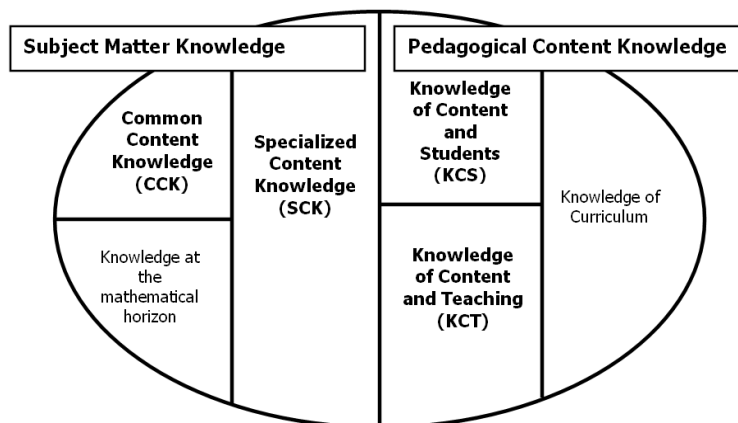 Subject Matter Knowledge
Pedagogical Content Knowledge
Common
Content
Knowledge
(CCK)
Knowledge at
the
mathematical
horizon
Specialized
Content
Knowledge
(SCK)
Knowledge
of Content
and
Students
(KCS)
Knowledge
of Content
and Teaching
(KCT)
Knowledge of
Curriculum